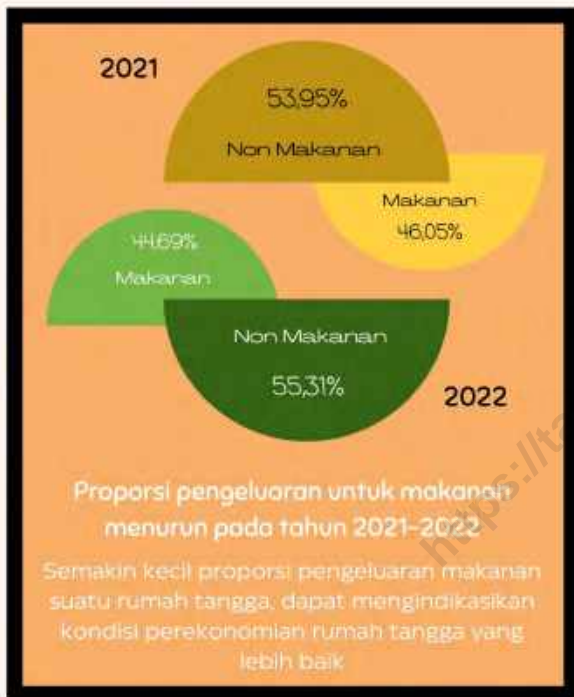 2021
53,95%
Non Makanan
Makanan
46,05%
44,69%
Makanan
Non Makanan
55,31%
2022
Proporsi pengeluaran untuk makanan
menurun pada tahun 2021-2022
Semakin kecil proporsi pengeluaran makanan
suatu rumah tangga, dapat mengindikasikan
kondisi perekonomian rumah tangga yang
lebih baik
https://ta